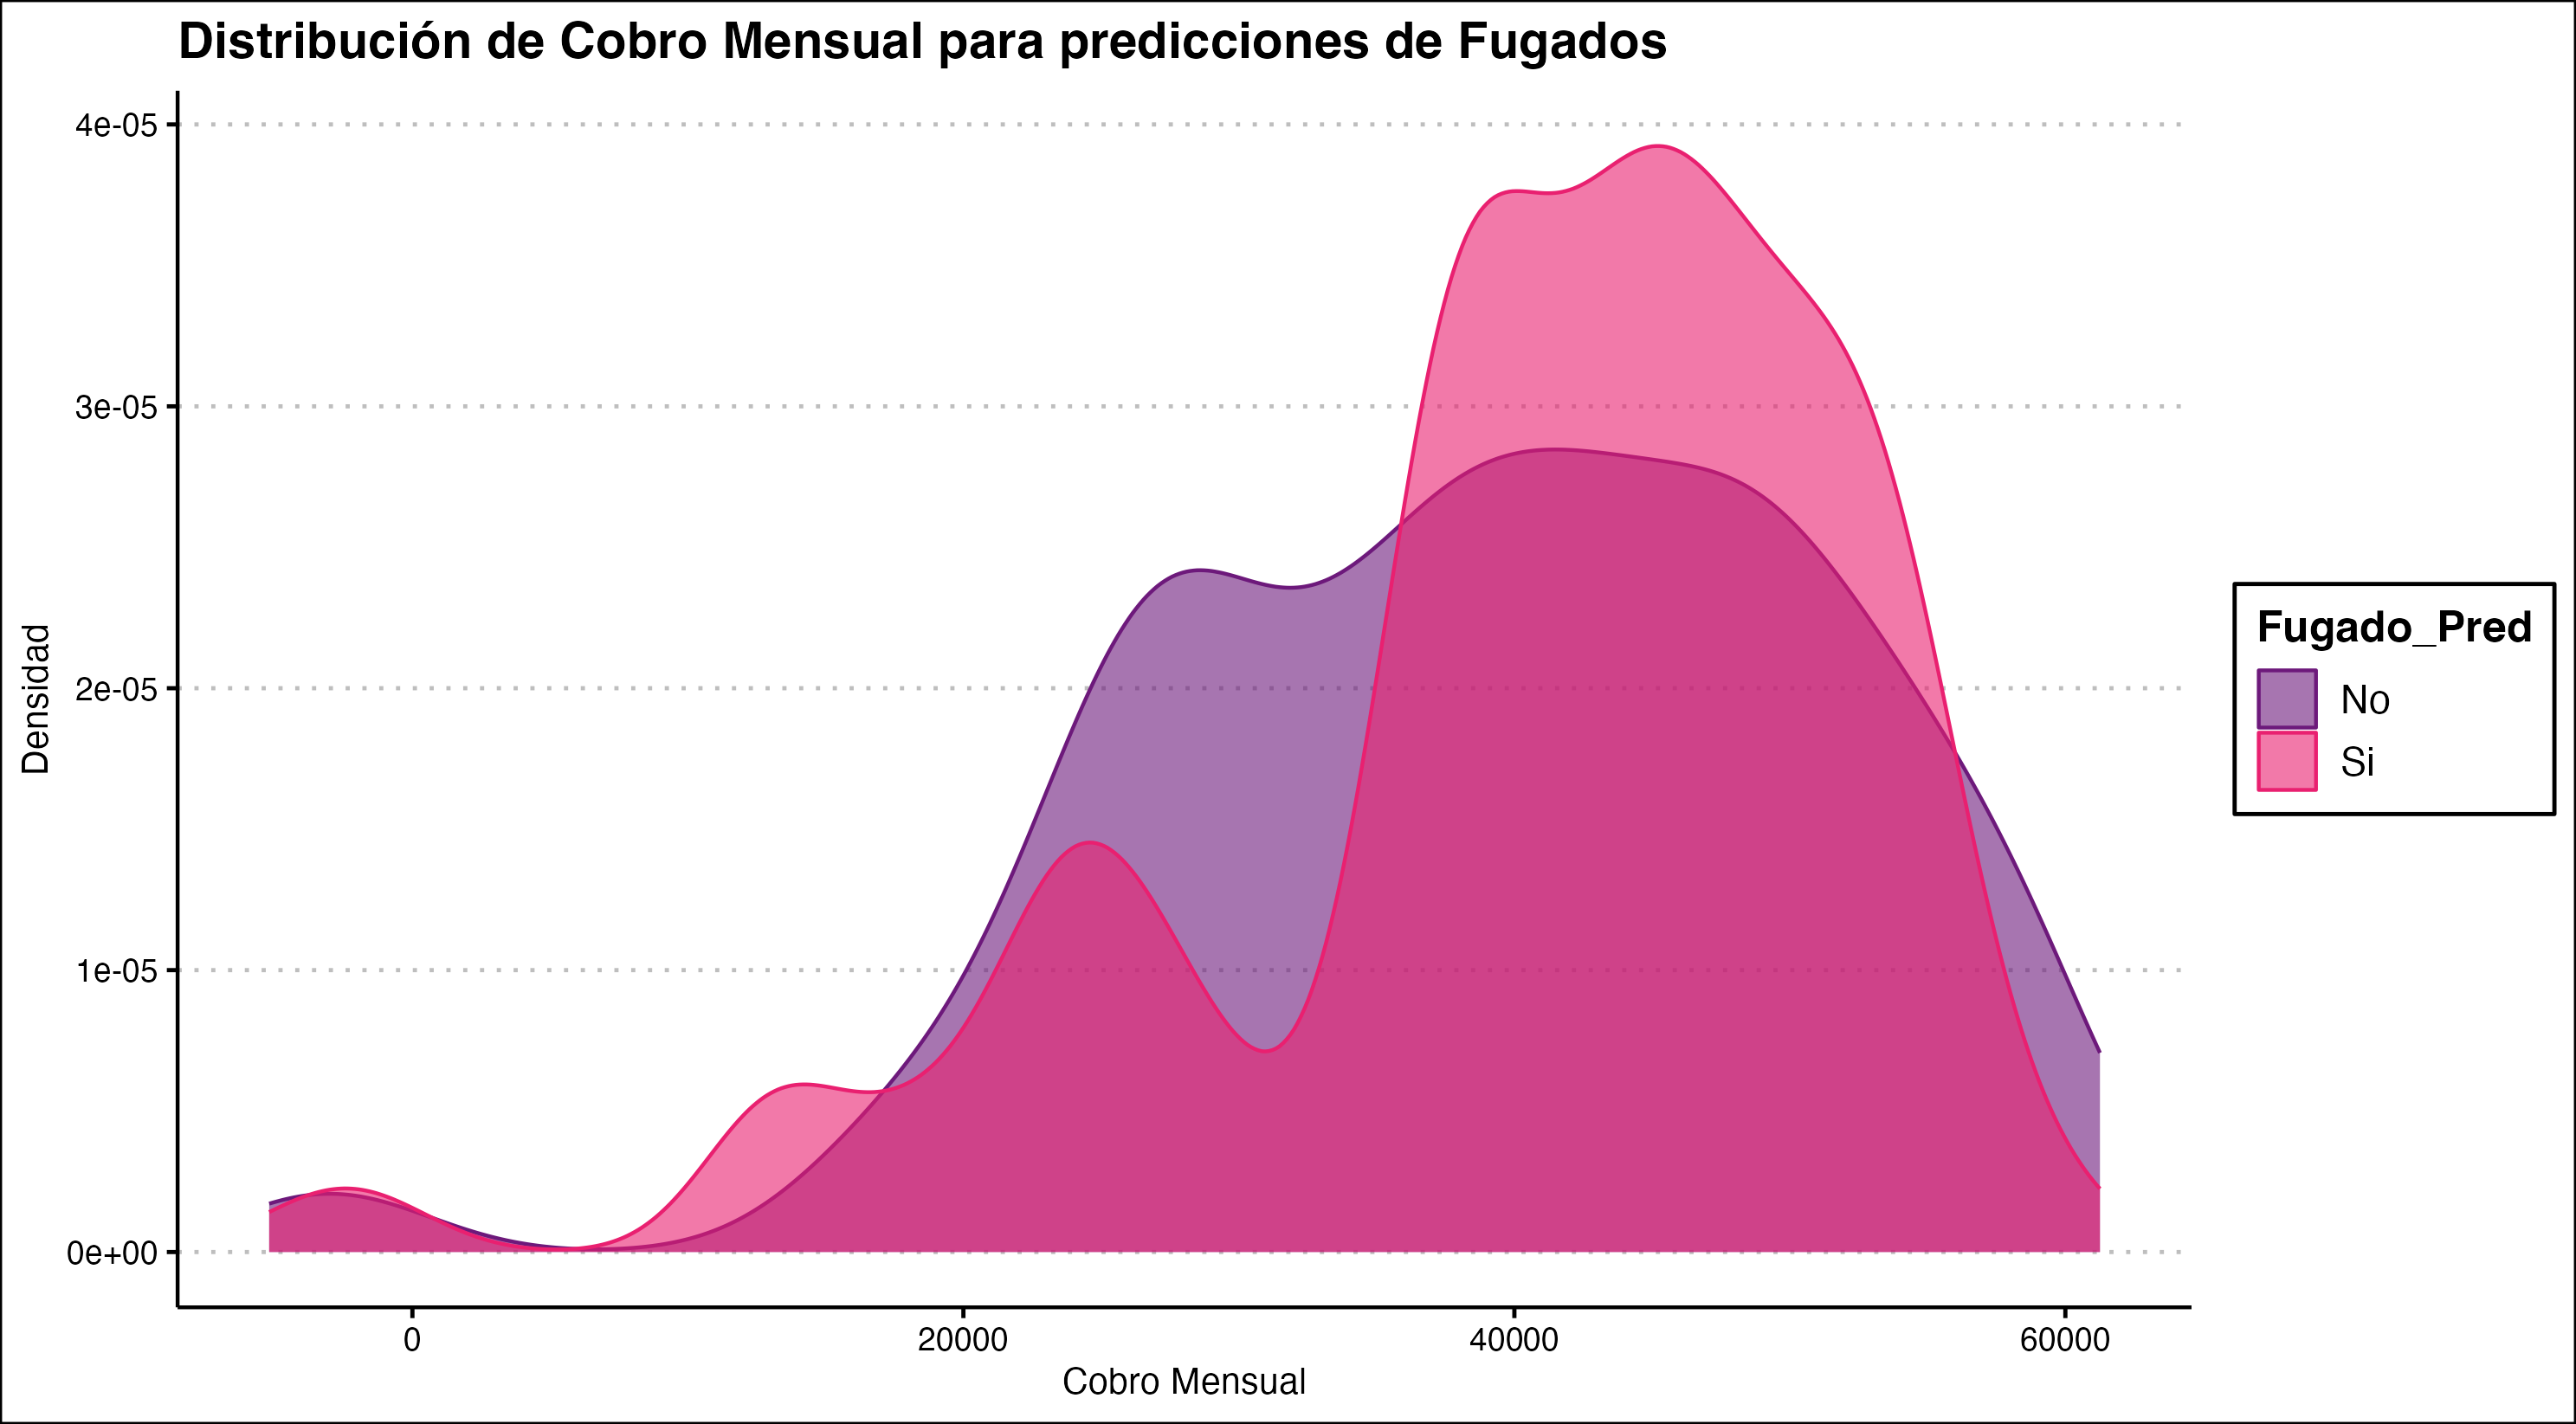 Distribución de Cobro Mensual para predicciones de Fugados
4e-05
3e-05
2e-05
1e-05
0e+00
Densidad
0
20000
40000
60000
Cobro Mensual
Fugado_Pred
No
Si